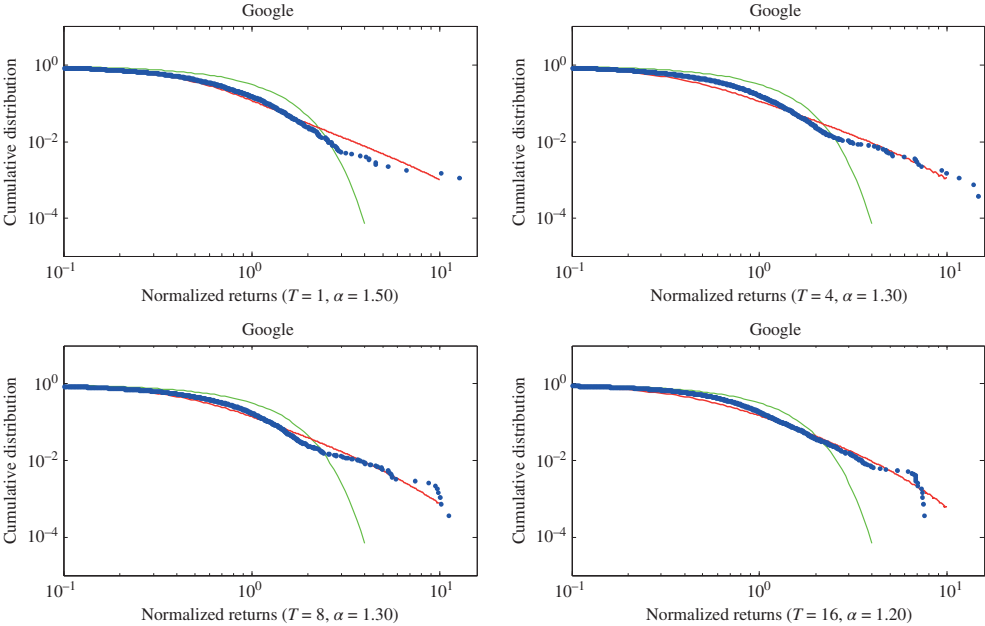 Google
Cumulative distribution
10^0
10^–2
10^–4
10^–1
10^0
10^1
Normalized returns (T = 1, α = 1.50)
Google
Cumulative distribution
10^0
10^–2
10^–4
10^–1
10^0
10^1
Normalized returns (T = 4, α = 1.30)
Google
Cumulative distribution
10^0
10^–2
10^–4
10^–1
10^0
10^1
Normalized returns (T = 8, α = 1.30)
Google
Cumulative distribution
10^0
10^–2
10^–4
10^–1
10^0
10^1
Normalized returns (T = 16, α = 1.20)